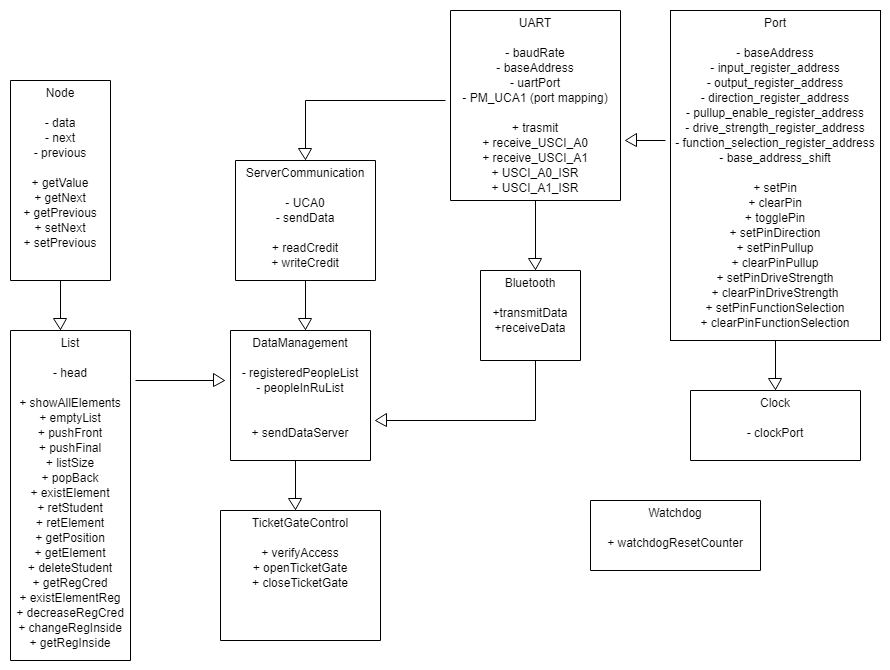 Node
- data
- next
- previous
+ getValue
+ getNext
+ getPrevious
+ setNext
+ setPrevious
List
- head
+ showAllElements
+ emptyList
+ pushFront
+ pushFinal
+ listSize
+ popBack
+ existElement
+ retStudent
+ retElement
+ getPosition
+ getElement
+ deleteStudent
+ getRegCred
+ existElementReg
+ decreaseRegCred
+ changeRegInside
+ getRegInside
ServerCommunication
- UCA0
- sendData
+ readCredit
+ writeCredit
DataManagement
- registeredPeopleList
- peopleInRuList
+ sendDataServer
TicketGateControl
+ verifyAccess
+ openTicketGate
+ closeTicketGate
UART
- baudRate
- baseAddress
- uartPort
- PM_UCA1 (port mapping)
+ trasmit
+ receive_USCI_A0
+ receive_USCI_A1
+ USCI_A0_ISR
+ USCI_A1_ISR
Bluetooth
+transmitData
+receiveData
Port
- baseAddress
- input_register_address
- output_register_address
- direction_register_address
- pullup_enable_register_address
- drive_strength_register_address
- function_selection_register_address
- base_address_shift
+ setPin
+ clearPin
+ togglePin
+ setPinDirection
+ setPinPullup
+ clearPinPullup
+ setPinDriveStrength
+ clearPinDriveStrength
+ setPinFunctionSelection
+ clearPinFunctionSelection
Clock
- clockPort
Watchdog
+ watchdogResetCounter